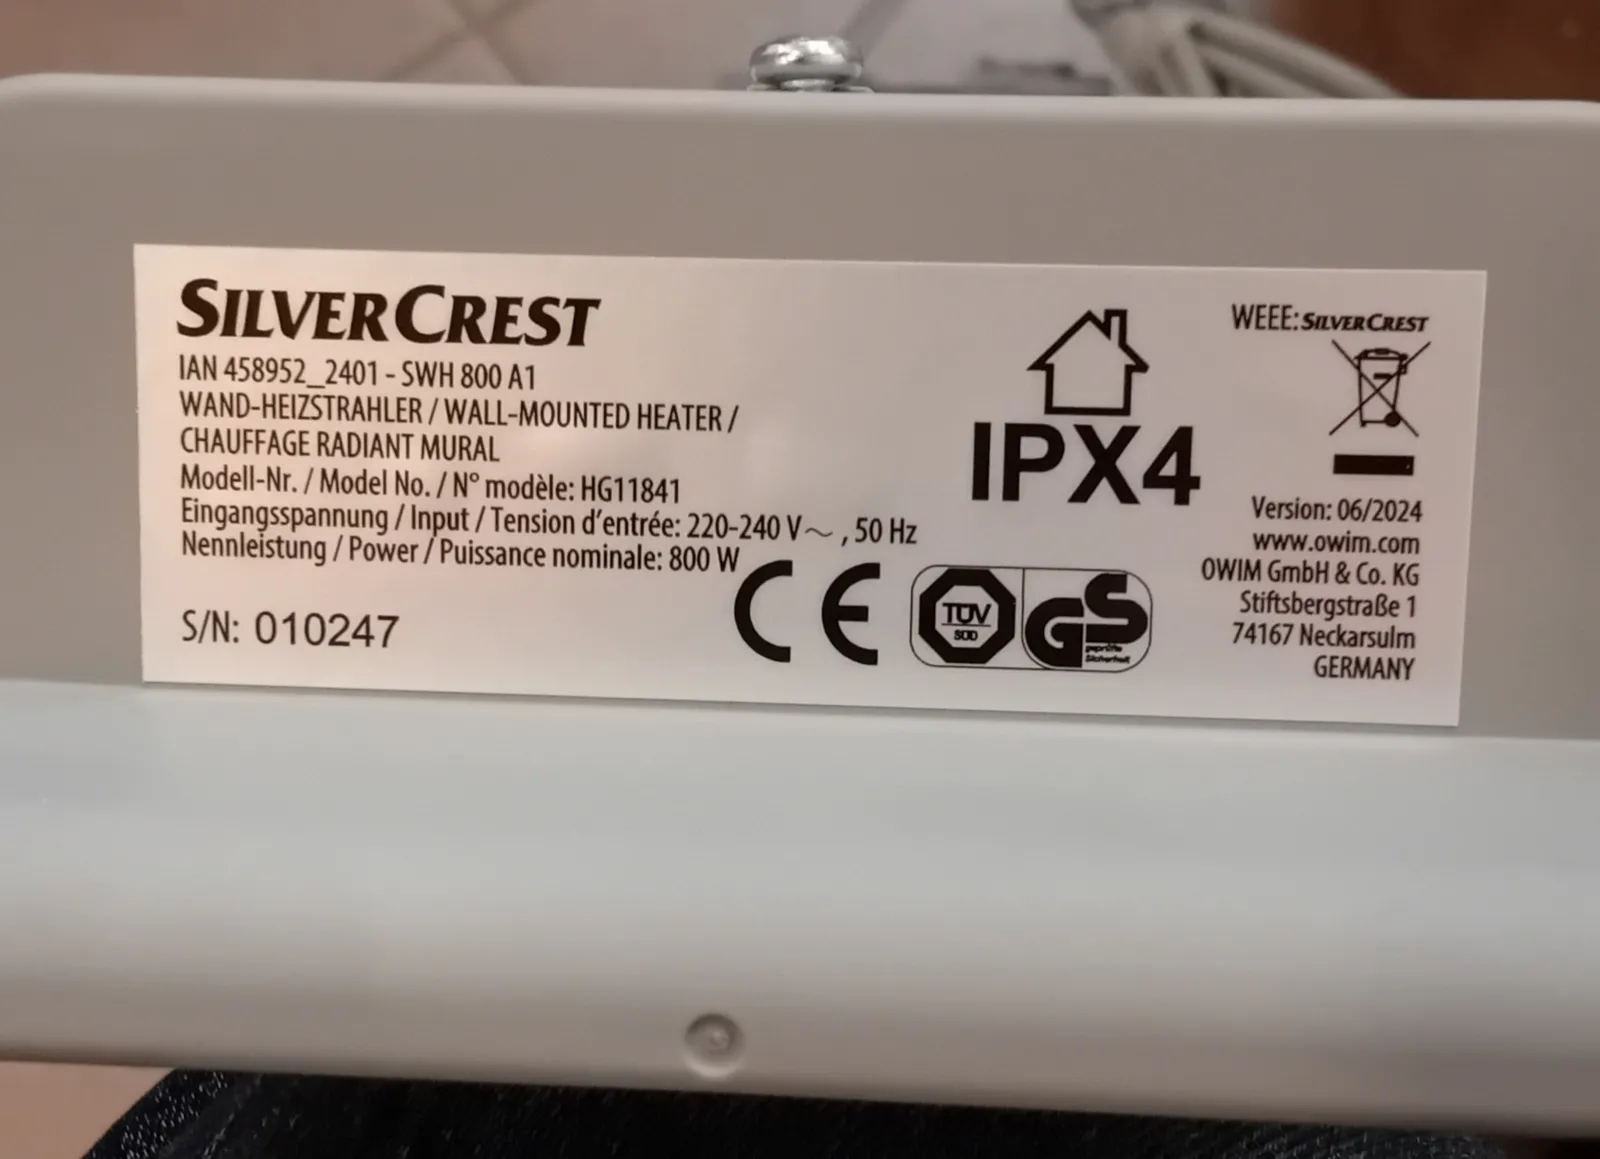 SILVERCREST
IAN 458952_2401 - SWH 800 A1
WAND-HEIZSTRAHLER / WALL-MOUNTED HEATER /
CHAUFFAGE RADIANT MURAL
Modell-Nr. / Model No. / N° modèle: HG11841
Eingangsspannung / Input / Tension d'entrée: 220-240 V~ , 50 Hz
Nennleistung / Power / Puissance nominale: 800 W
S/N: 010247
IPX4
CE
TÜV
SÜD
GS
geprüfte
Sicherheit
WEEE: SILVERCREST
Version: 06/2024
www.owim.com
OWIM GmbH & Co. KG
Stiftsbergstraße 1
74167 Neckarsulm
GERMANY